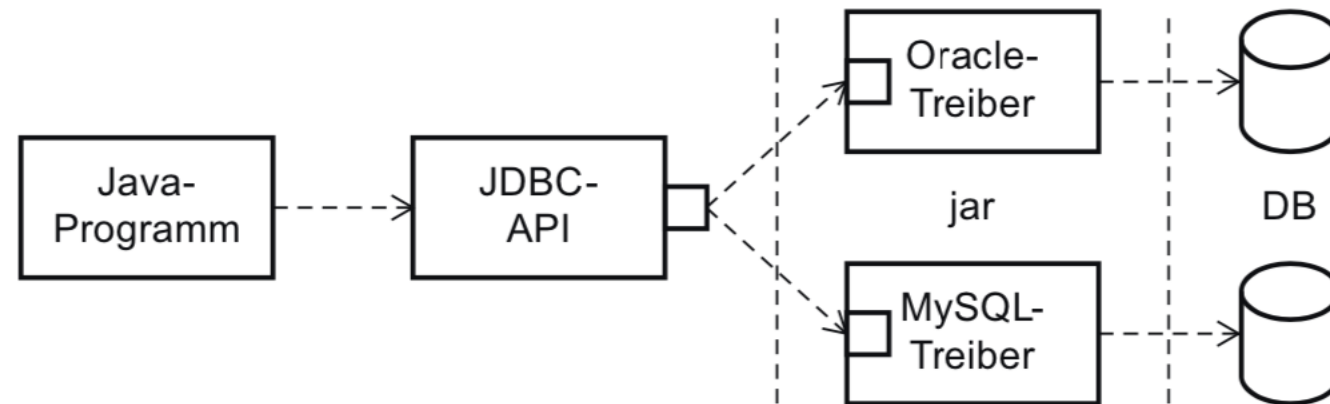 Java-
Programm
JDBC-
API
Oracle-
Treiber
jar
DB
MySQL-
Treiber